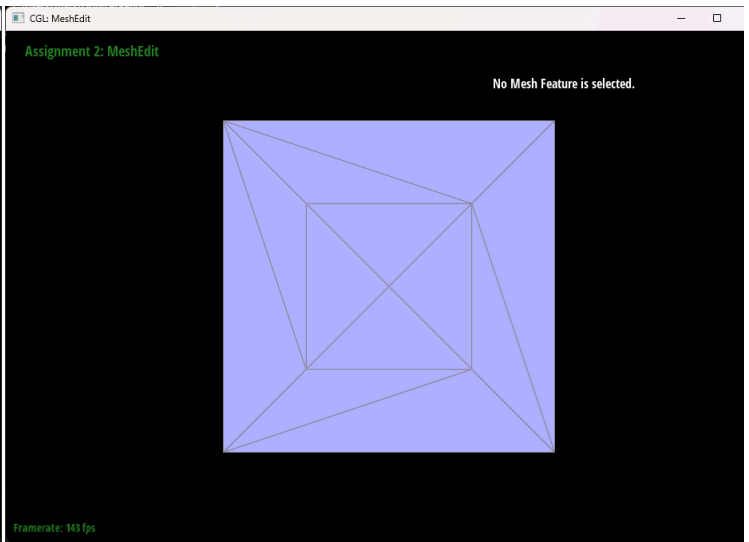 CGL: MeshEdit
Assignment 2: MeshEdit
No Mesh Feature is selected.
Framerate: 143 fps